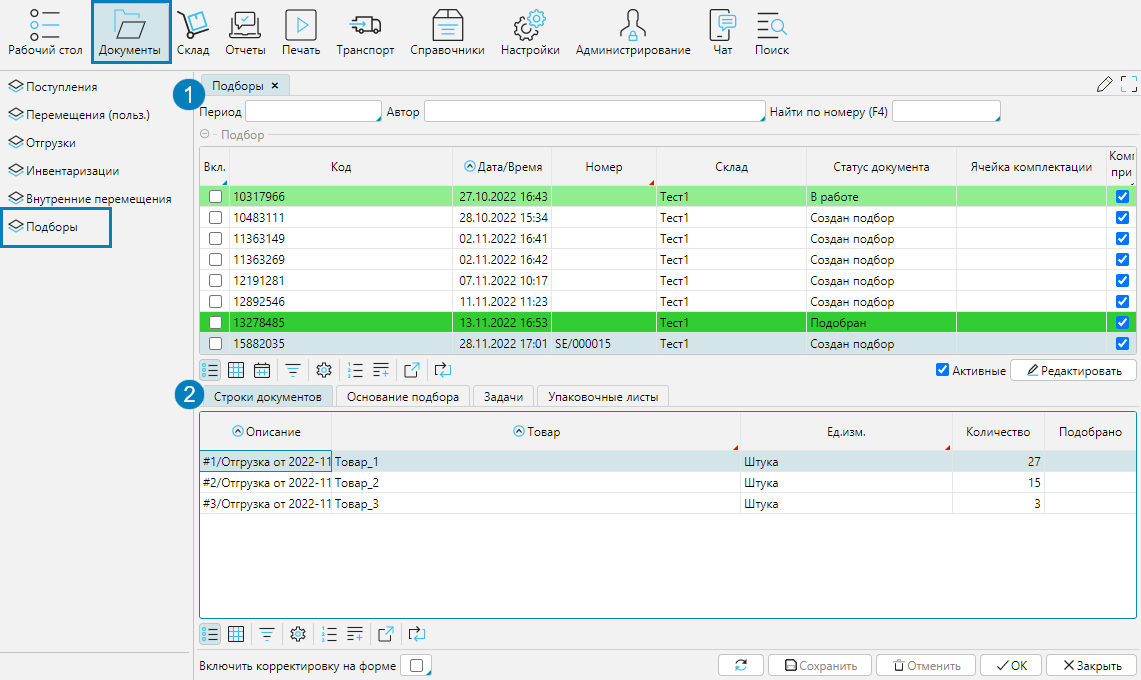 Рабочий стол Документы Склад Отчеты Печать Транспорт Справочники Настройки Администрирование Чат Поиск
Поступления
Перемещения (польз.)
Отгрузки
Инвентаризации
Внутренние перемещения
Подборы
1 Подборы ×
Период Автор Найти по номеру (F4)
Подбор
Вкл. Код Дата/Время Номер Склад Статус документа Ячейка комплектации Комп при
10317966 27.10.2022 16:43 Тест1 В работе
10483111 28.10.2022 15:34 Тест1 Создан подбор
11363149 02.11.2022 16:41 Тест1 Создан подбор
11363269 02.11.2022 16:42 Тест1 Создан подбор
12191281 07.11.2022 10:17 Тест1 Создан подбор
12892546 11.11.2022 11:23 Тест1 Создан подбор
13278485 13.11.2022 16:53 Тест1 Подобран
15882035 28.11.2022 17:01 SE/000015 Тест1 Создан подбор
Активные Редактировать
2 Строки документов Основание подбора Задачи Упаковочные листы
Описание Товар Ед.изм. Количество Подобрано
#1/Отгрузка от 2022-11 Товар_1 Штука 27
#2/Отгрузка от 2022-11 Товар_2 Штука 15
#3/Отгрузка от 2022-11 Товар_3 Штука 3
Включить корректировку на форме Сохранить Отменить ОК Закрыть